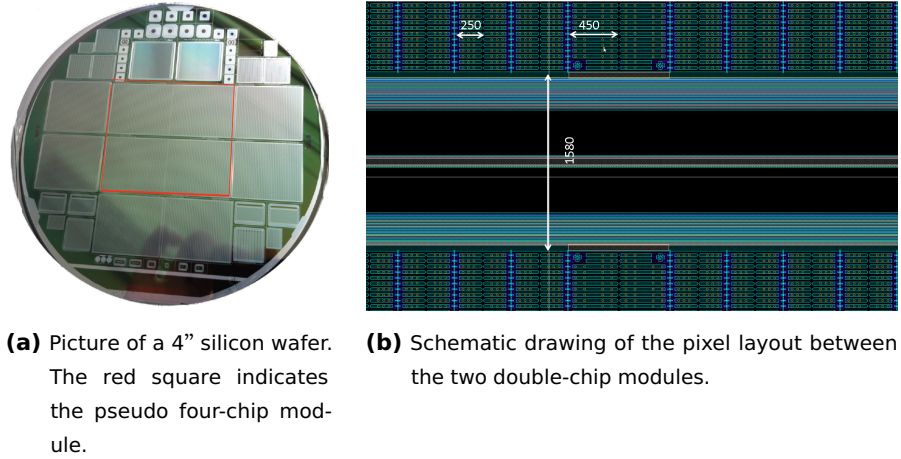 250
450
1580
(a) Picture of a 4” silicon wafer.
The red square indicates
the pseudo four-chip mod-
ule.
(b) Schematic drawing of the pixel layout between
the two double-chip modules.